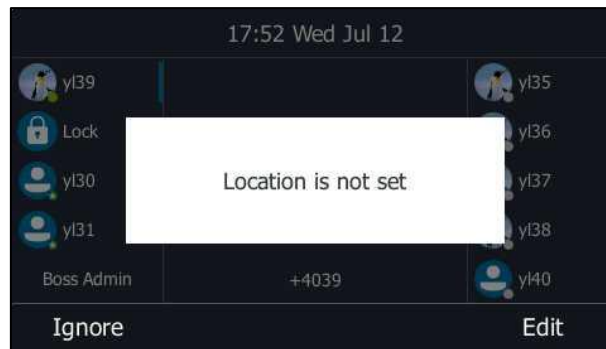 17:52 Wed Jul 12
yl39
yl35
Lock
yl36
yl30
Location is not set
yl37
yl31
yl38
Boss Admin
+4039
yl40
Ignore
Edit